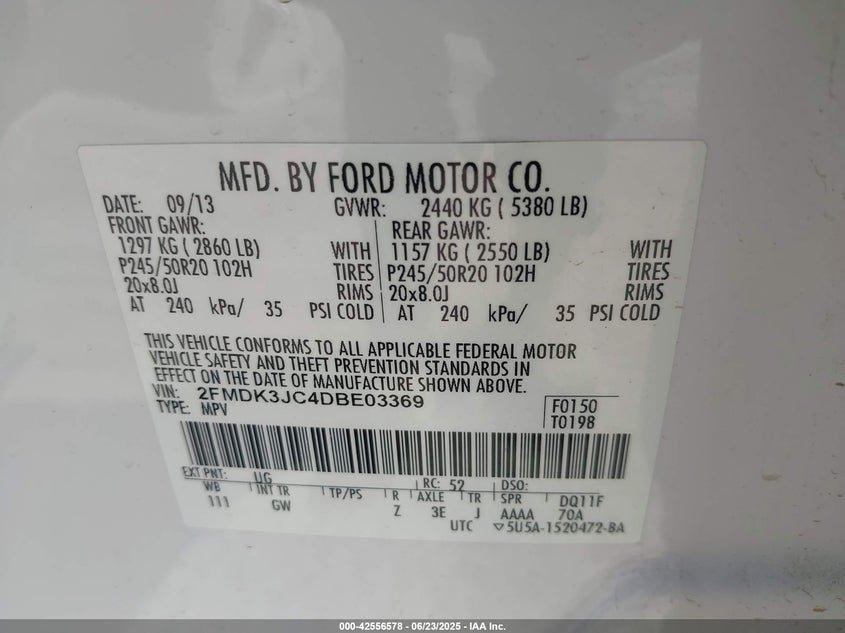 MFD. BY FORD MOTOR CO.
DATE: 09/13 GVWR: 2440 KG ( 5380 LB)
FRONT GAWR: REAR GAWR:
1297 KG ( 2860 LB) WITH 1157 KG ( 2550 LB) WITH
P245/50R20 102H TIRES P245/50R20 102H TIRES
20x8.0J RIMS 20x8.0J RIMS
AT 240 kPa/ 35 PSI COLD AT 240 kPa/ 35 PSI COLD
THIS VEHICLE CONFORMS TO ALL APPLICABLE FEDERAL MOTOR
VEHICLE SAFETY AND THEFT PREVENTION STANDARDS IN
EFFECT ON THE DATE OF MANUFACTURE SHOWN ABOVE.
VIN: 2FMDK3JC4DBE03369 F0150
TYPE: MPV T0198
EXT PNT: UG RC: 52 DSO:
WB INT TR TP/PS R AXLE TR SPR DQ11F
111 GW Z 3E J AAAA 70A
UTC ▽5U5A-1520472-BA
000-42556578 - 06/23/2025 - IAA Inc.